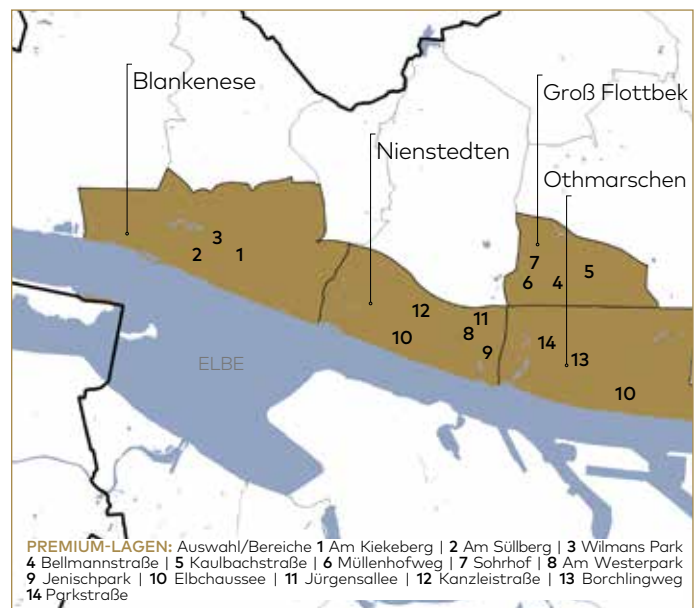 Blankenese
Groß Flottbek
Nienstedten
Othmarschen
3
2 1
7
6 4 5
12 11
10 8
9
14
13
10
ELBE
PREMIUM-LAGEN: Auswahl/Bereiche 1 Am Kiekeberg | 2 Am Süllberg | 3 Wilmans Park
4 Bellmannstraße | 5 Kaulbachstraße | 6 Müllenhofweg | 7 Sohrhof | 8 Am Westerpark
9 Jenischpark | 10 Elbchaussee | 11 Jürgensallee | 12 Kanzleistraße | 13 Borchlingweg
14 Parkstraße